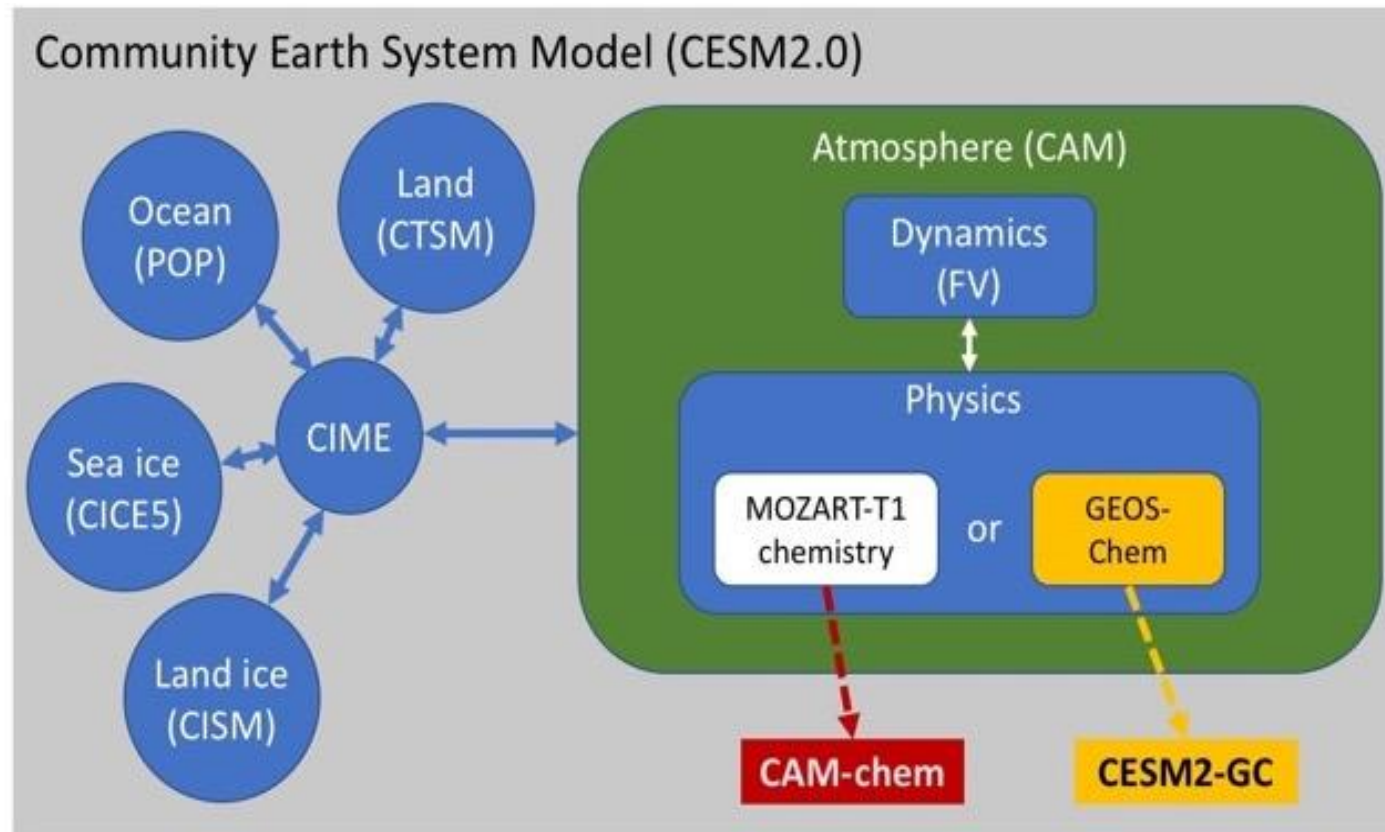 Community Earth System Model (CESM2.0)
Ocean
(POP)
Land
(CTSM)
Sea ice
(CICE5)
CIME
Land ice
(CISM)
Atmosphere (CAM)
Dynamics
(FV)
Physics
MOZART-T1
chemistry
or
GEOS-
Chem
CAM-chem
CESM2-GC